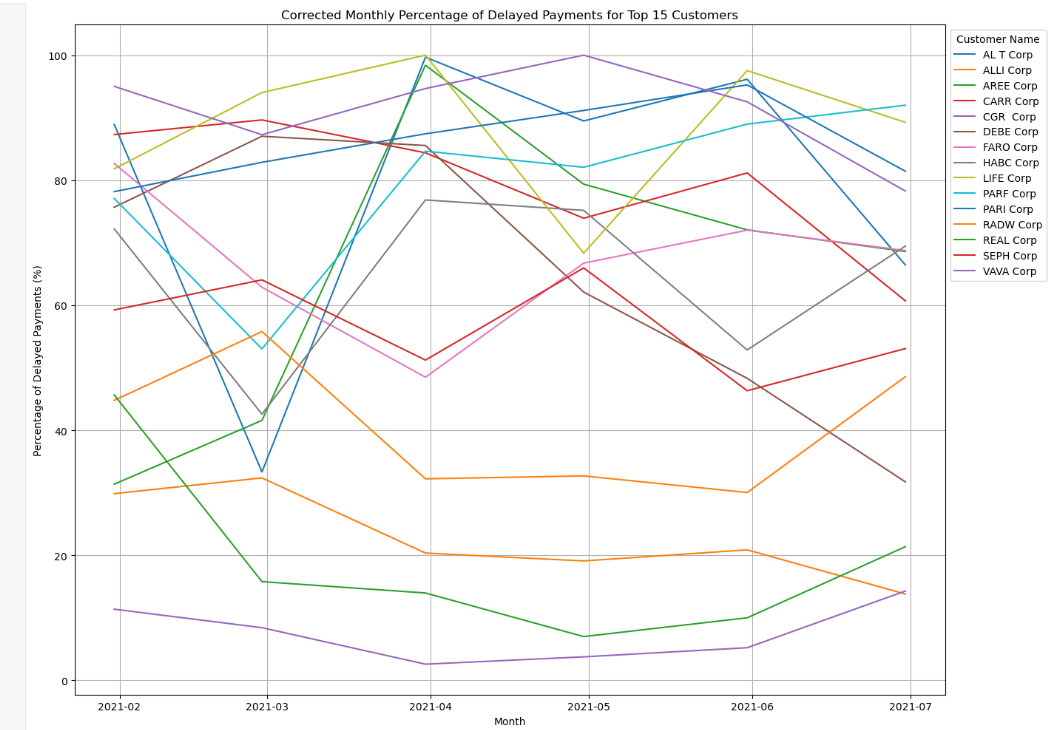 Corrected Monthly Percentage of Delayed Payments for Top 15 Customers
100
80
60
40
20
0
Percentage of Delayed Payments (%)
2021-02
2021-03
2021-04
2021-05
2021-06
2021-07
Month
Customer Name
AL T Corp
ALLI Corp
AREE Corp
CARR Corp
CGR  Corp
DEBE Corp
FARO Corp
HABC Corp
LIFE Corp
PARF Corp
PARI Corp
RADW Corp
REAL Corp
SEPH Corp
VAVA Corp